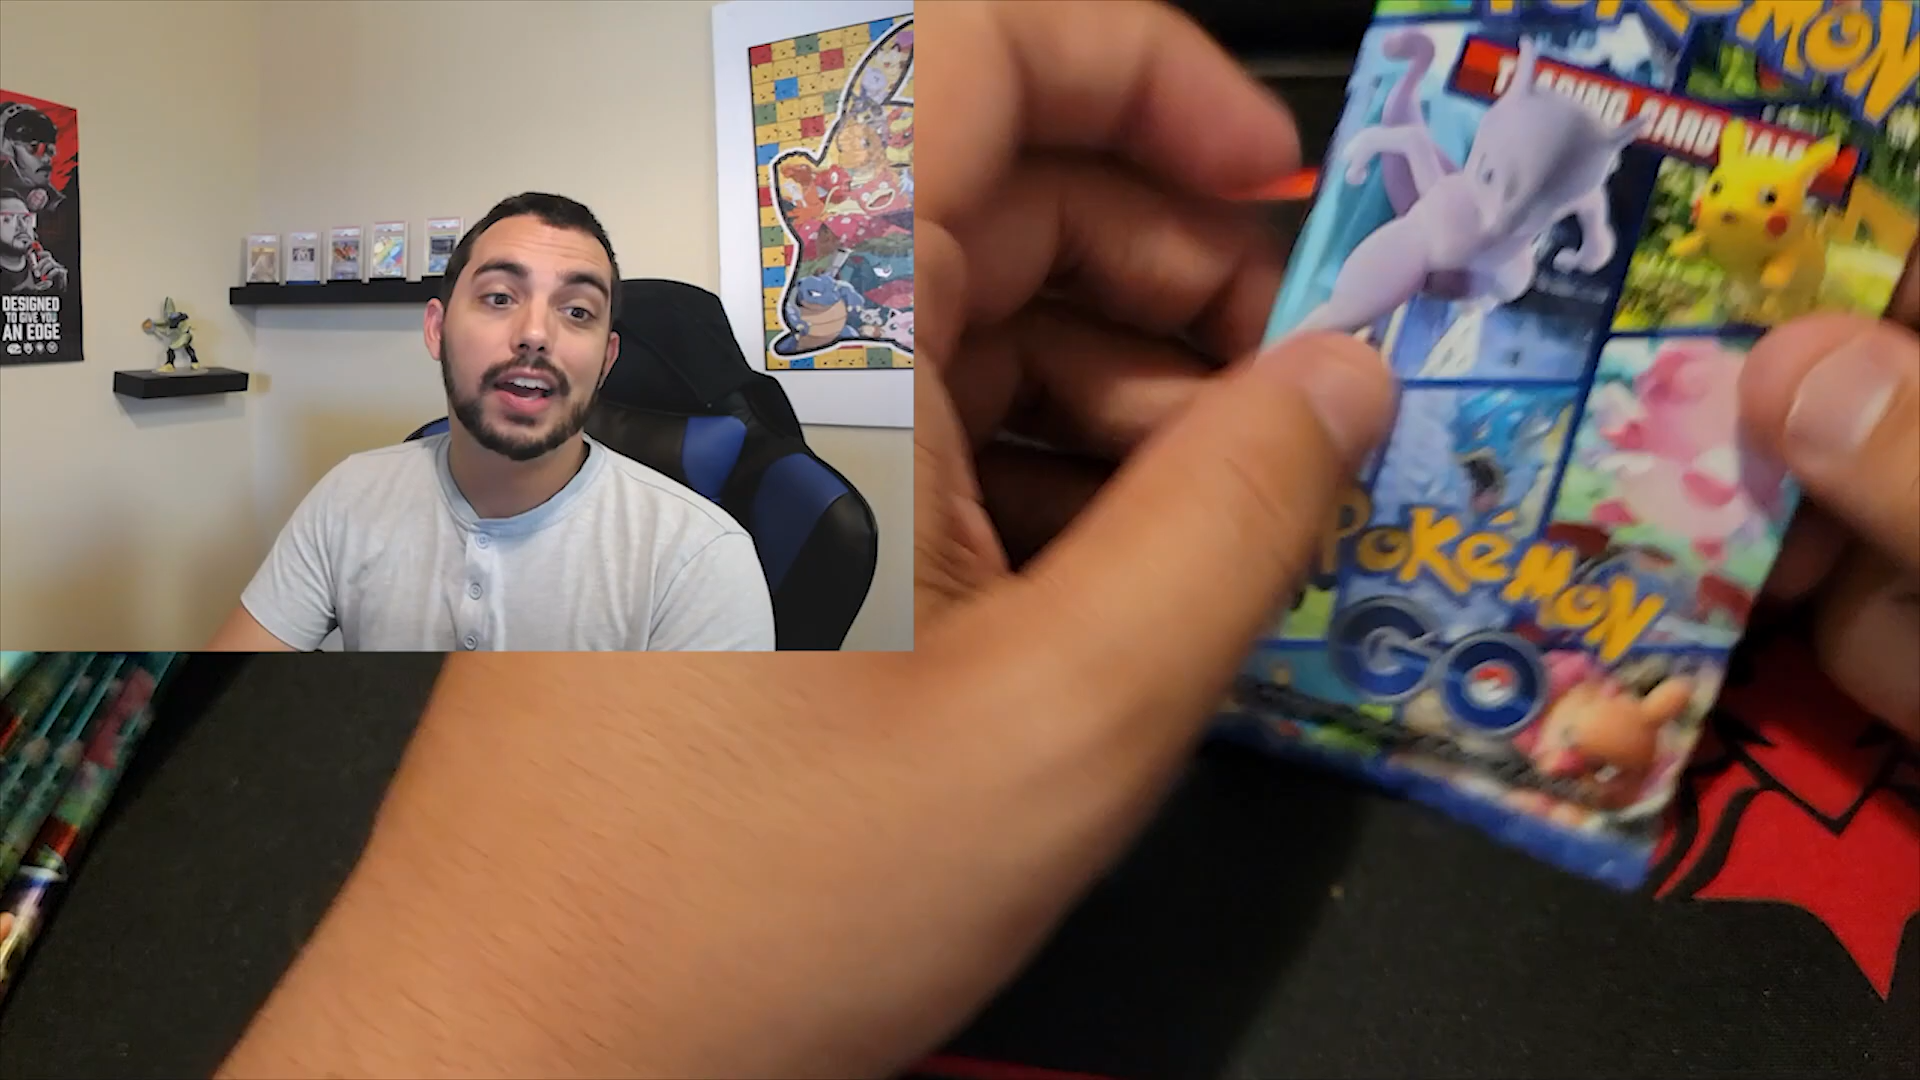 DESIGNED
TO GIVE YOU
AN EDGE
POKÉMON
TRADING CARD GAME
POKéMON
GO